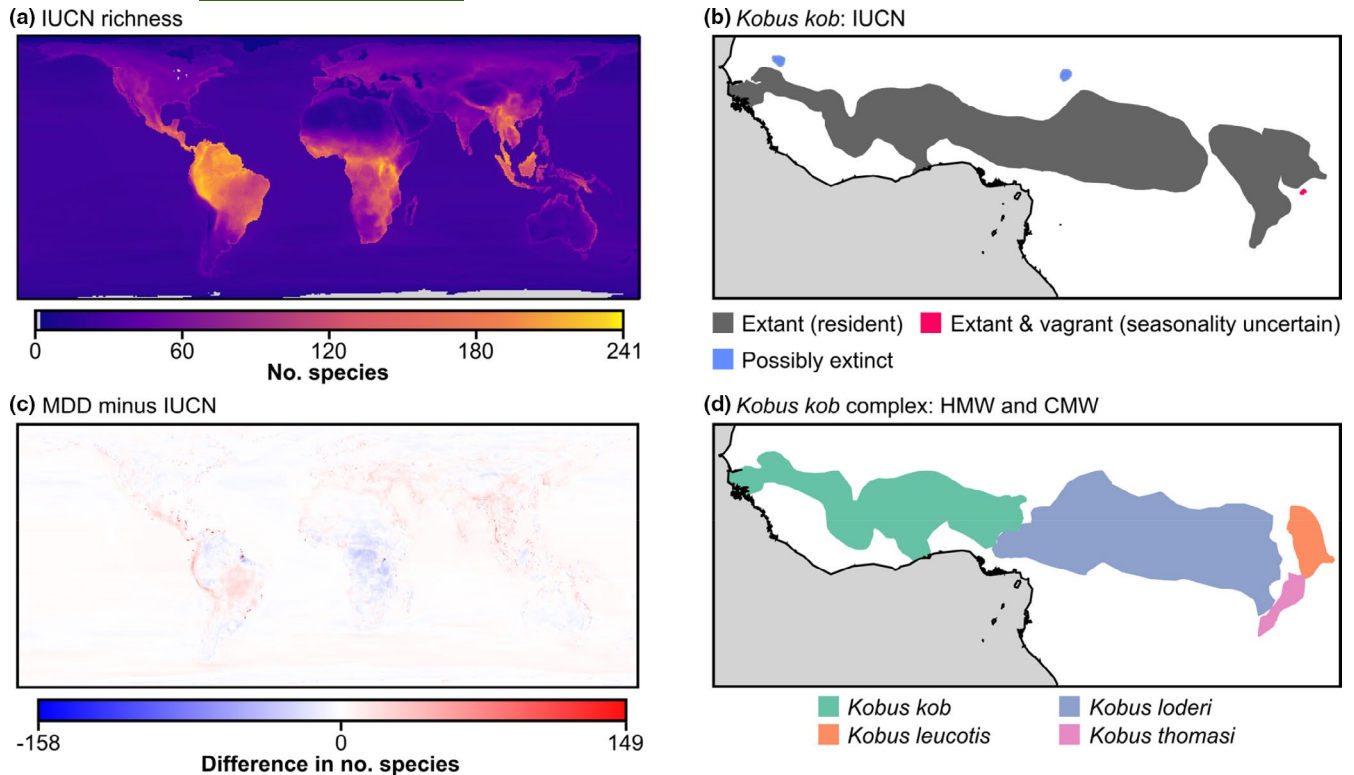 (a) IUCN richness
0 60 120 180 241
No. species
(b) Kobus kob: IUCN
Extant (resident) Extant & vagrant (seasonality uncertain)
Possibly extinct
(c) MDD minus IUCN
-158 0 149
Difference in no. species
(d) Kobus kob complex: HMW and CMW
Kobus kob Kobus loderi
Kobus leucotis Kobus thomasi